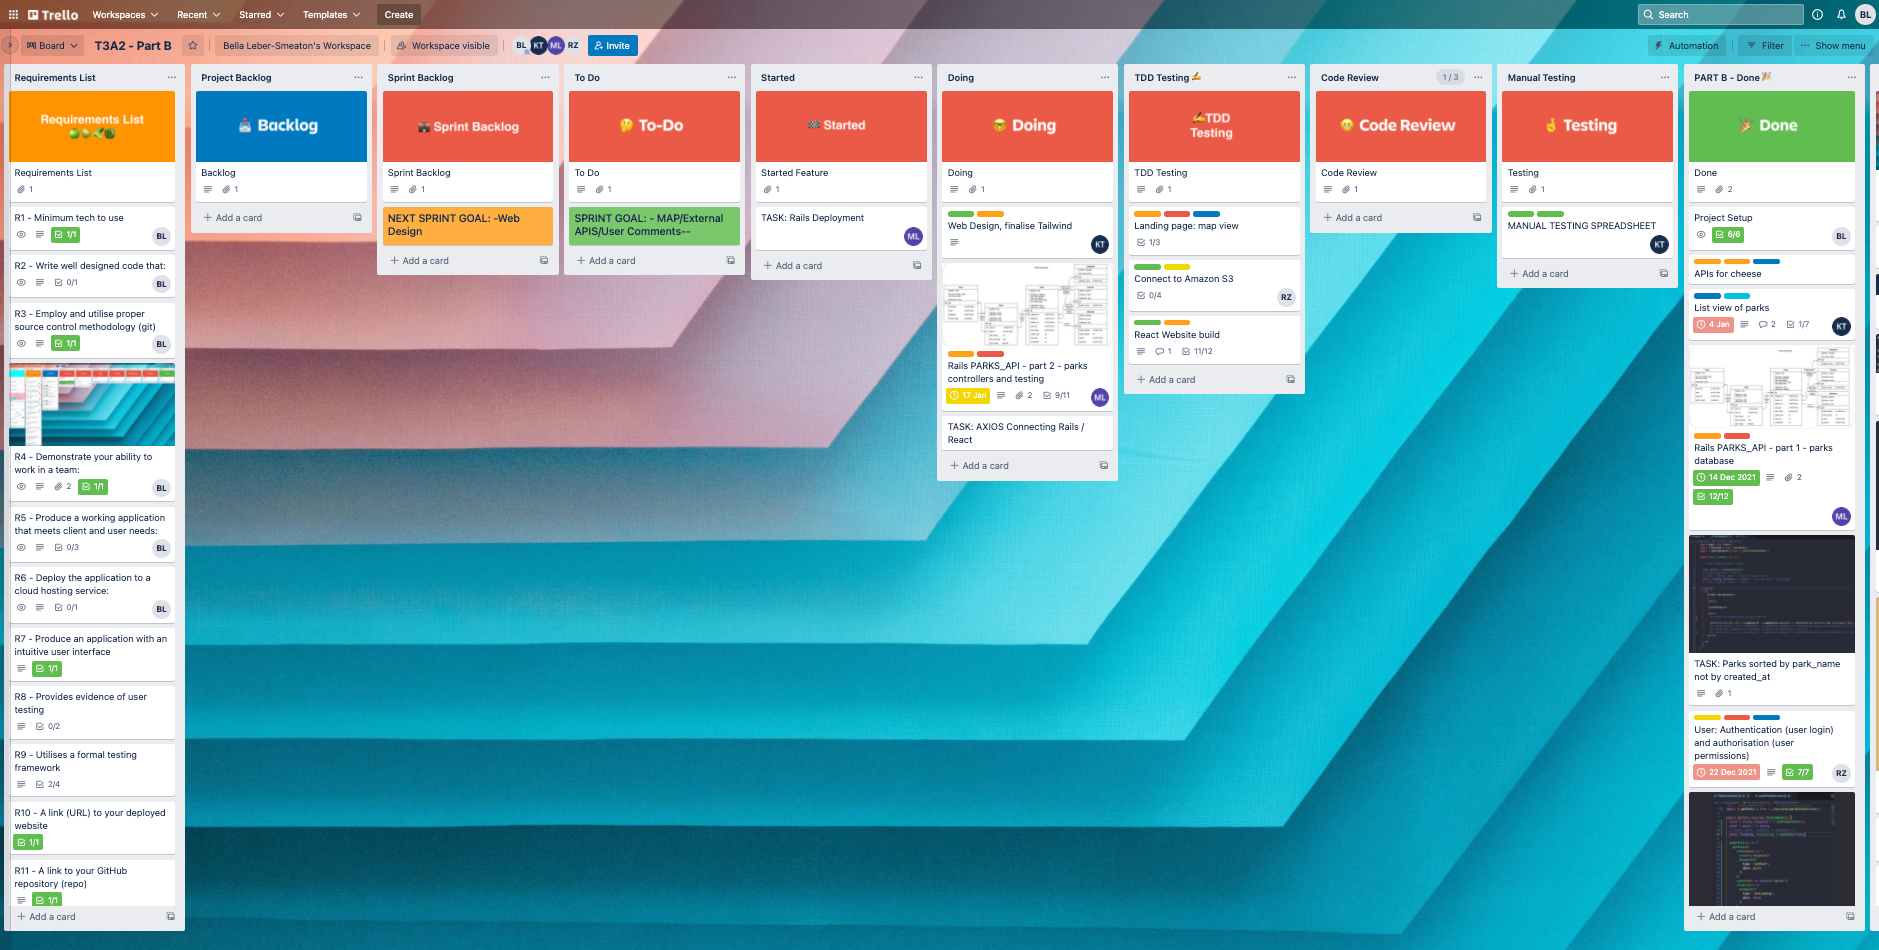 Trello
Workspaces
Recent
Starred
Templates
Create
Search
BL
Board
T3A2 - Part B
Bella Leber-Smeaton's Workspace
Workspace visible
BL
KT
ML
RZ
Invite
Automation
Filter
Show menu
Requirements List
Requirements List
Requirements List
1
R1 - Minimum tech to use
1/1
BL
R2 - Write well designed code that:
0/1
BL
R3 - Employ and utilise proper
source control methodology (git)
1/1
BL
R4 - Demonstrate your ability to
work in a team:
2
1/1
BL
R5 - Produce a working application
that meets client and user needs:
0/3
BL
R6 - Deploy the application to a
cloud hosting service:
0/1
BL
R7 - Produce an application with an
intuitive user interface
1/1
R8 - Provides evidence of user
testing
0/2
R9 - Utilises a formal testing
framework
2/4
R10 - A link (URL) to your deployed
website
1/1
R11 - A link to your GitHub
repository (repo)
1/1
Add a card
Project Backlog
Backlog
Backlog
1
Add a card
Sprint Backlog
Sprint Backlog
Sprint Backlog
1
NEXT SPRINT GOAL: -Web
Design
Add a card
To Do
To-Do
To Do
1
SPRINT GOAL: - MAP/External
APIS/User Comments--
Add a card
Started
Started
Started Feature
1
TASK: Rails Deployment
ML
Add a card
Doing
Doing
Doing
1
Web Design, finalise Tailwind
KT
Rails PARKS_API - part 2 - parks
controllers and testing
17 Jan
2
9/11
ML
TASK: AXIOS Connecting Rails /
React
Add a card
TDD Testing
TDD
Testing
TDD Testing
1
Landing page: map view
1/3
Connect to Amazon S3
0/4
RZ
React Website build
1
11/12
Add a card
Code Review
1 / 3
Code Review
Code Review
1
Add a card
Manual Testing
Testing
Testing
1
MANUAL TESTING SPREADSHEET
KT
Add a card
PART B - Done
Done
Done
2
Project Setup
6/6
BL
APIs for cheese
List view of parks
4 Jan
2
1/7
KT
Rails PARKS_API - part 1 - parks
database
14 Dec 2021
2
12/12
ML
TASK: Parks sorted by park_name
not by created_at
1
User: Authentication (user login)
and authorisation (user
permissions)
22 Dec 2021
7/7
RZ
Add a card